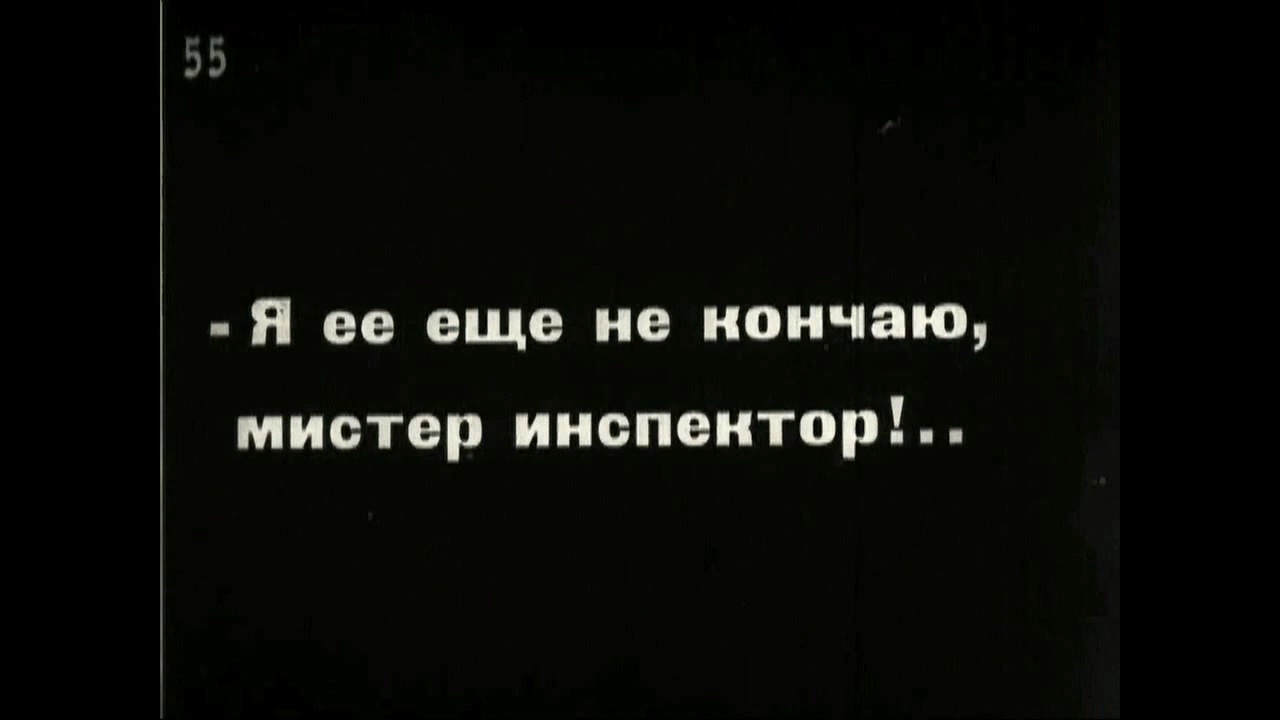 55
- Я ее еще не кончаю,
мистер инспектор!..